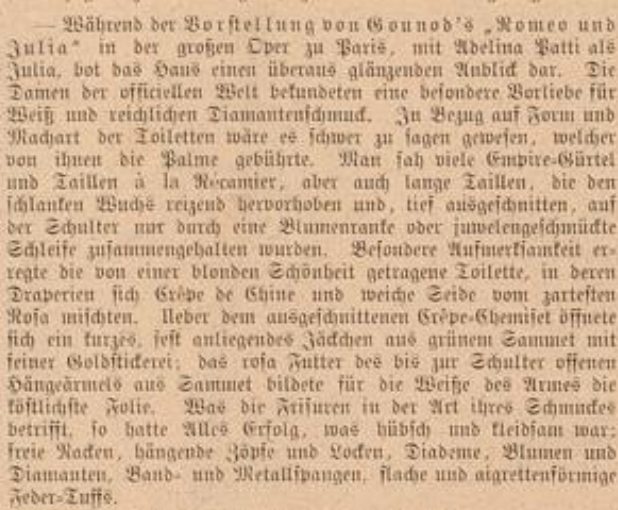 — Während der Vorstellung von Gounod's „Romeo und
Julia“ in der großen Oper zu Paris, mit Adelina Patti als
Julia, bot das Haus einen überaus glänzenden Anblick dar. Die
Damen der officiellen Welt bekundeten eine besondere Vorliebe für
Weiß und reichlichen Diamantenschmuck. In Bezug auf Form und
Machart der Toiletten wäre es schwer zu sagen gewesen, welcher
von ihnen die Palme gebührte. Man sah viele Empire-Gürtel
und Taillen à la Récamier, aber auch lange Taillen, die den
schlanken Wuchs reizend hervorhoben und, tief ausgeschnitten, auf
der Schulter nur durch eine Blumenranke oder juwelengeschmückte
Schleife zusammengehalten wurden. Besondere Aufmerksamkeit er-
regte die von einer blonden Schönheit getragene Toilette, in deren
Draperien sich Crêpe de Chine und weiche Seide vom zartesten
Rosa mischten. Ueber dem ausgeschnittenen Crêpe-Chemiset öffnete
sich ein kurzes, fest anliegendes Jäckchen aus grünem Sammet mit
feiner Goldstickerei; das rosa Futter des bis zur Schulter offenen
Hängeärmels aus Sammet bildete für die Weiße des Armes die
köstlichste Folie. Was die Frisuren in der Art ihres Schmuckes
betrifft, so hatte Alles Erfolg, was hübsch und kleidsam war:
freie Nacken, hängende Zöpfe und Locken, Diademe, Blumen und
Diamanten, Band- und Metallspangen, flache und aigrettenförmige
Feder-Tuffs.